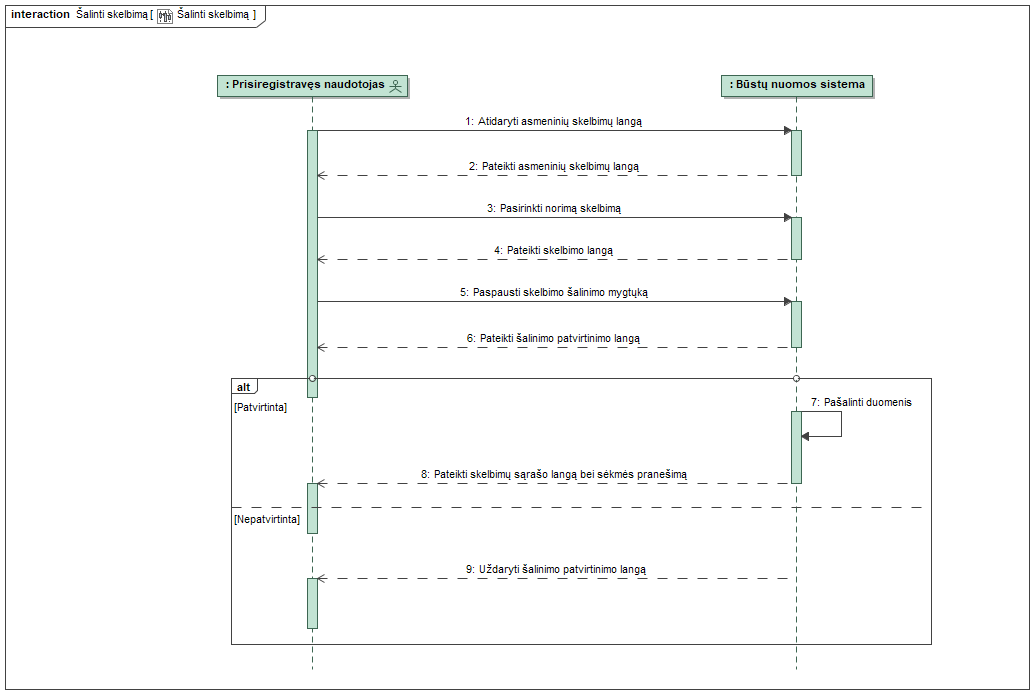 interaction Šalinti skelbimą [ Šalinti skelbimą ]
: Prisiregistravęs naudotojas
: Būstų nuomos sistema
1: Atidaryti asmeninių skelbimų langą
2: Pateikti asmeninių skelbimų langą
3: Pasirinkti norimą skelbimą
4: Pateikti skelbimo langą
5: Paspausti skelbimo šalinimo mygtuką
6: Pateikti šalinimo patvirtinimo langą
alt
[Patvirtinta]
7: Pašalinti duomenis
8: Pateikti skelbimų sąrašo langą bei sėkmės pranešimą
[Nepatvirtinta]
9: Uždaryti šalinimo patvirtinimo langą